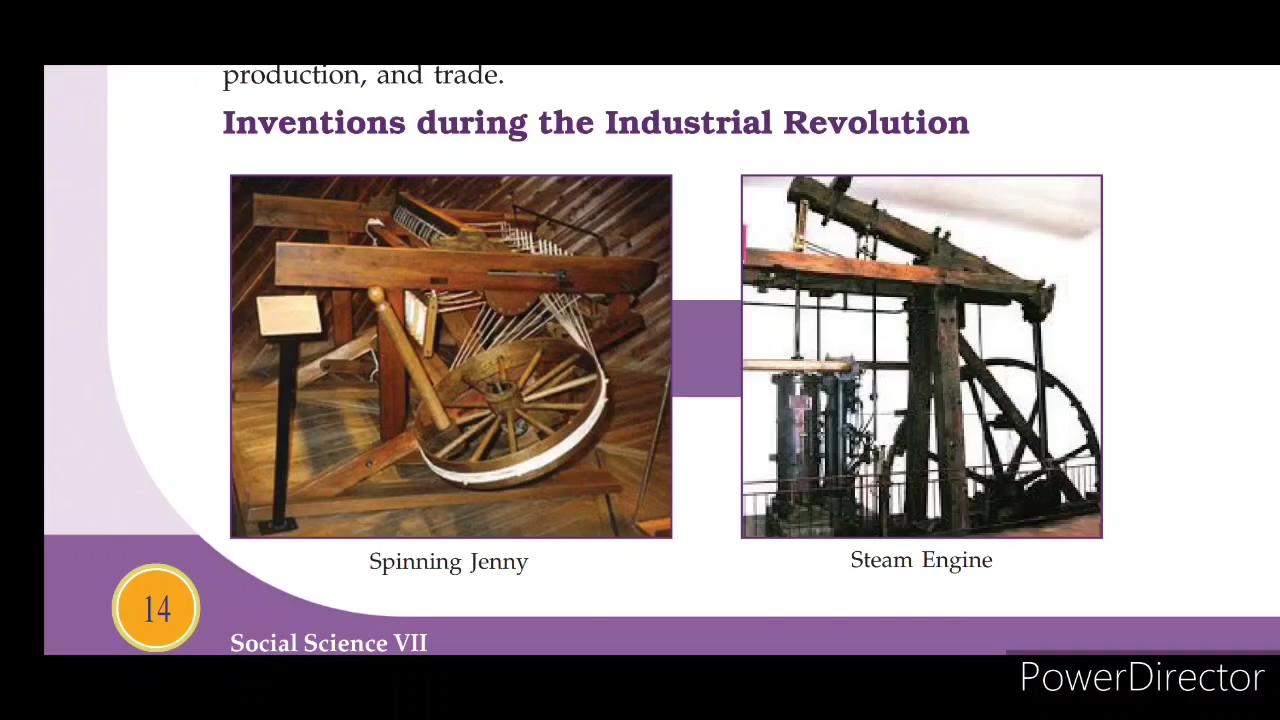 production, and trade.
Inventions during the Industrial Revolution
Spinning Jenny
Steam Engine
14
Social Science VII
PowerDirector